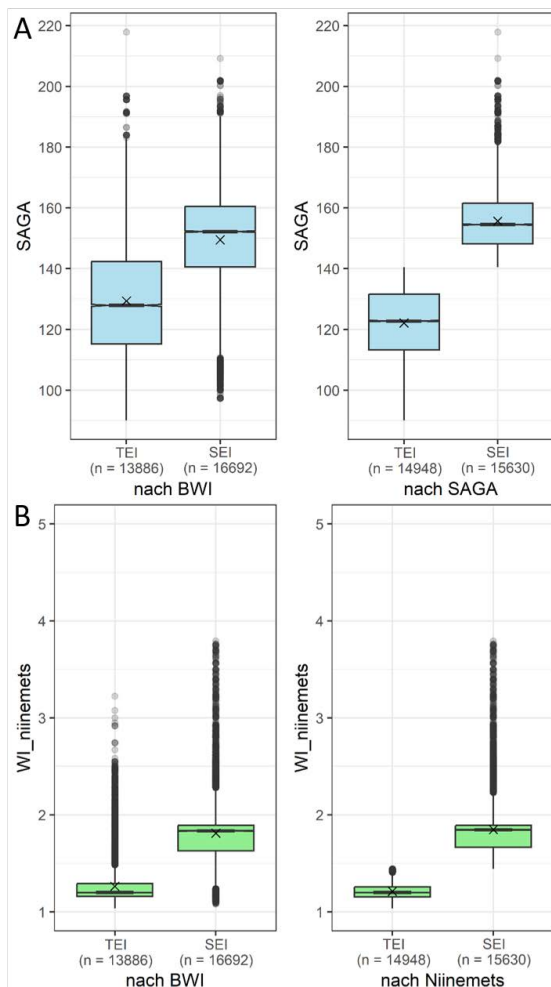 A
SAGA
220
200
180
160
140
120
100
TEI
(n = 13886)
SEI
(n = 16692)
nach BWI
SAGA
220
200
180
160
140
120
100
TEI
(n = 14948)
SEI
(n = 15630)
nach SAGA
B
WI_niinemets
5
4
3
2
1
TEI
(n = 13886)
SEI
(n = 16692)
nach BWI
WI_niinemets
5
4
3
2
1
TEI
(n = 14948)
SEI
(n = 15630)
nach Niinemets